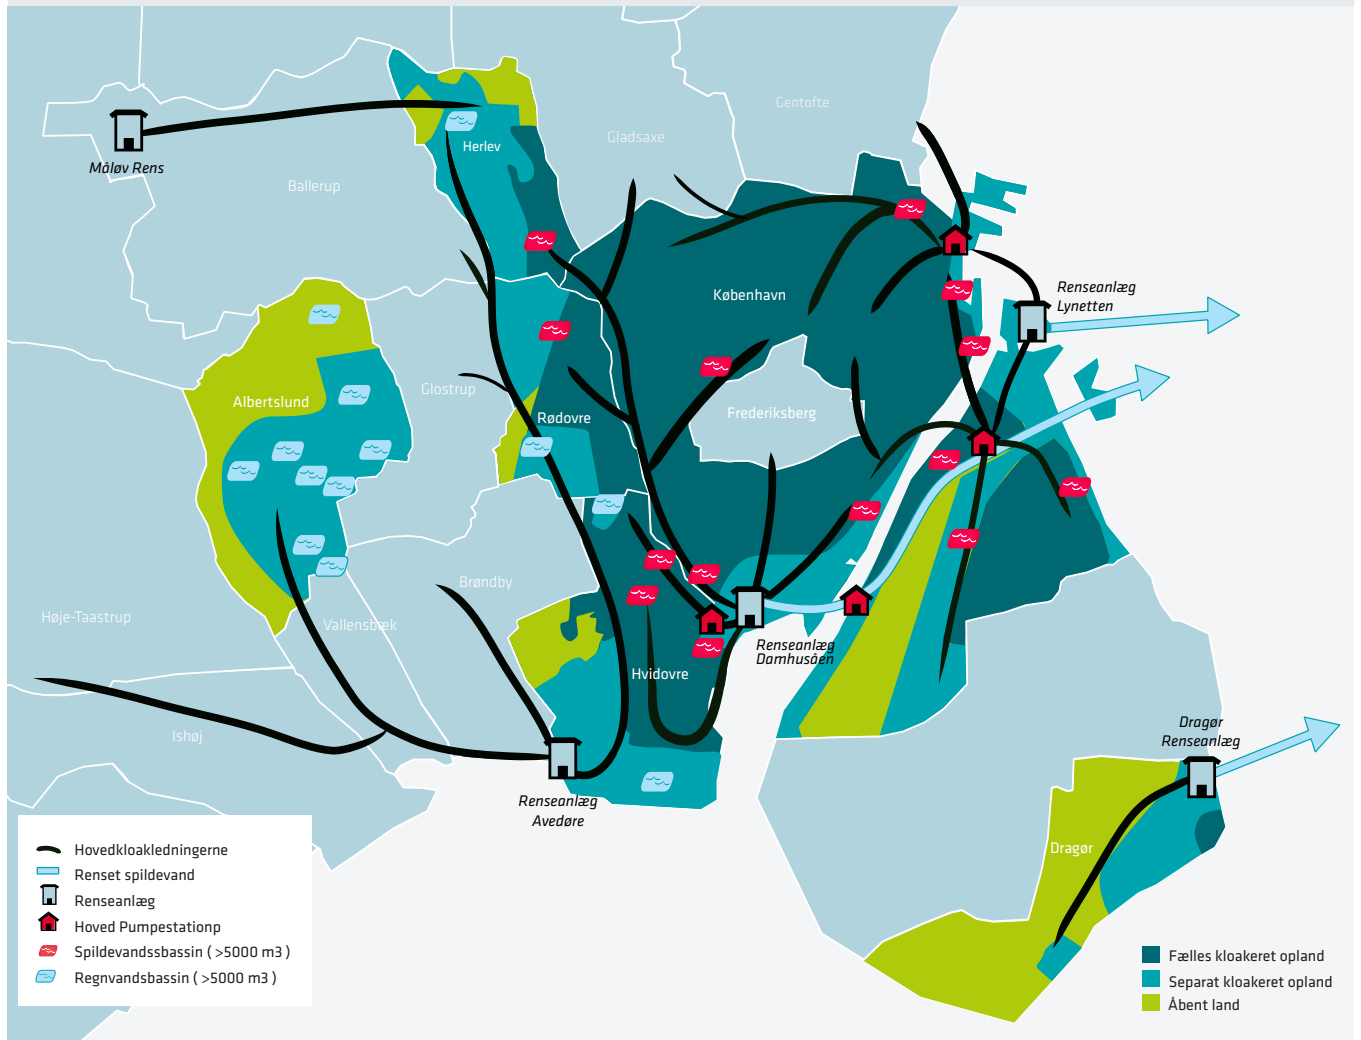 Gentofte
Gladsaxe
Herlev
Måløv Rens
Ballerup
København
Renseanlæg
Lynetten
Glostrup
Albertslund
Rødovre
Frederiksberg
Brøndby
Høje-Taastrup
Vallensbæk
Renseanlæg
Damhusåen
Hvidovre
Ishøj
Dragør
Renseanlæg
Renseanlæg
Avedøre
Dragør
Hovedkloakledningerne
Renset spildevand
Renseanlæg
Hoved Pumpestationp
Spildevandssbassin ( >5000 m3 )
Regnvandsbassin ( >5000 m3 )
Fælles kloakeret opland
Separat kloakeret opland
Åbent land